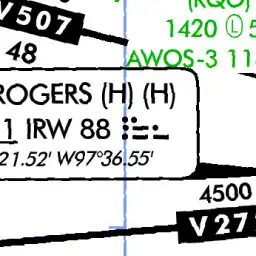 (RQO)
V507
1420 Ⓛ 5
48
AWOS-3 11
ROGERS (H) (H)
1 IRW 88
21.52' W97°36.55'
4500
V27